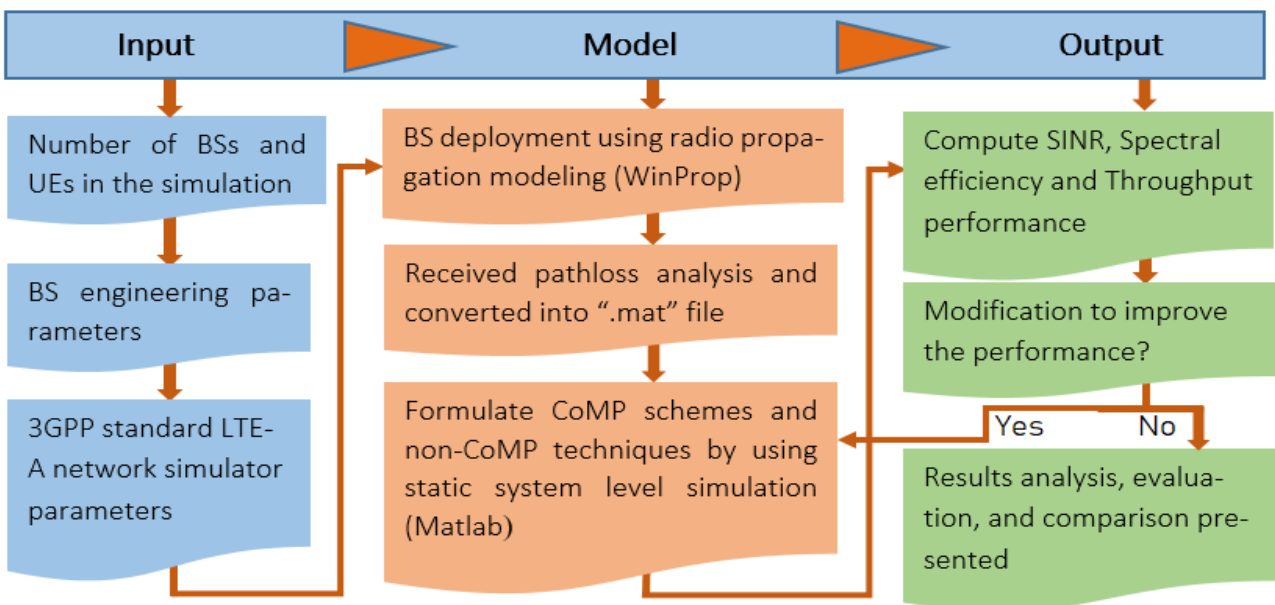 Input
Model
Output
Number of BSs and
UEs in the simulation
BS engineering pa-
rameters
3GPP standard LTE-
A network simulator
parameters
BS deployment using radio propa-
gation modeling (WinProp)
Received pathloss analysis and
converted into “.mat” file
Formulate CoMP schemes and
non-CoMP techniques by using
static system level simulation
(Matlab)
Compute SINR, Spectral
efficiency and Throughput
performance
Modification to improve
the performance?
Yes
No
Results analysis, evalua-
tion, and comparison pre-
sented